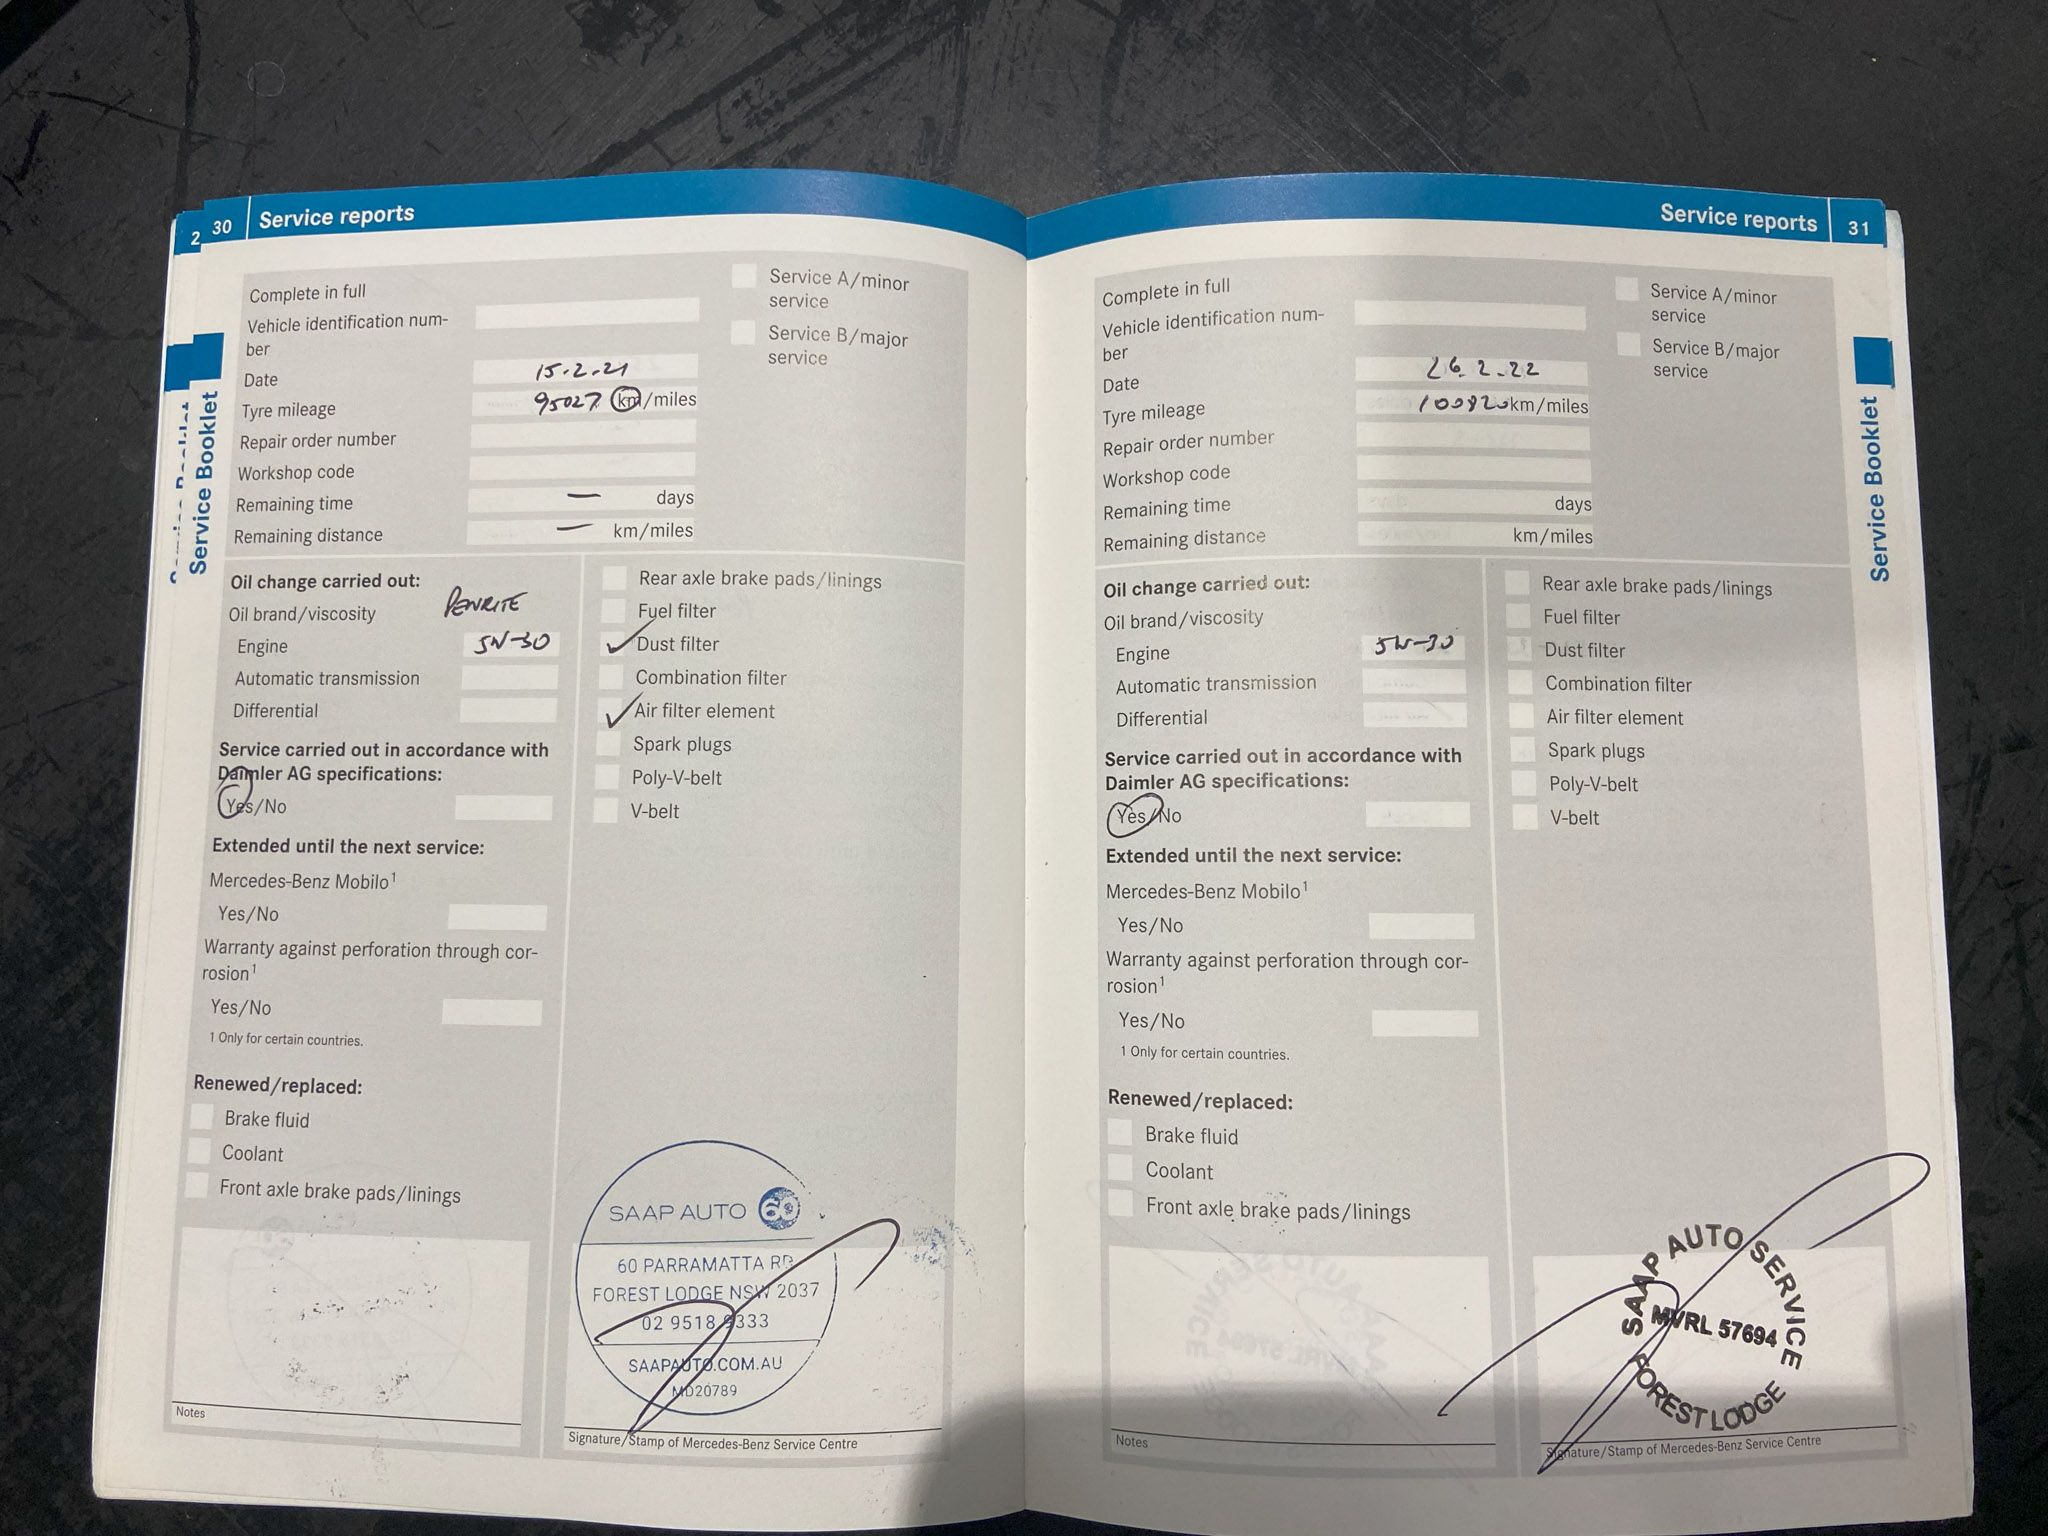 2
30 Service reports
Complete in full
Vehicle identification num-
ber
Date 15.2.21
Tyre mileage 95027 km/miles
Repair order number
Workshop code
Remaining time — days
Remaining distance — km/miles
Service A/minor
service
Service B/major
service
Oil change carried out:
Oil brand/viscosity PENRITE
Engine 5W-30
Automatic transmission
Differential
Service carried out in accordance with
Daimler AG specifications:
Yes/No
Extended until the next service:
Mercedes-Benz Mobilo¹
Yes/No
Warranty against perforation through cor-
rosion¹
Yes/No
1 Only for certain countries.
Renewed/replaced:
Brake fluid
Coolant
Front axle brake pads/linings
Rear axle brake pads/linings
Fuel filter
✓ Dust filter
Combination filter
✓ Air filter element
Spark plugs
Poly-V-belt
V-belt
SAAP AUTO 60
60 PARRAMATTA RD
FOREST LODGE NSW 2037
02 9518 9333
SAAPAUTO.COM.AU
MD20789
Notes
Signature/Stamp of Mercedes-Benz Service Centre
Service Booklet
Service Booklet
Service reports 31
Complete in full
Vehicle identification num-
ber
Date 26.2.22
Tyre mileage 100820 km/miles
Repair order number
Workshop code
Remaining time days
Remaining distance km/miles
Service A/minor
service
Service B/major
service
Oil change carried out:
Oil brand/viscosity
Engine 5W-30
Automatic transmission
Differential
Service carried out in accordance with
Daimler AG specifications:
Yes/No
Extended until the next service:
Mercedes-Benz Mobilo¹
Yes/No
Warranty against perforation through cor-
rosion¹
Yes/No
1 Only for certain countries.
Renewed/replaced:
Brake fluid
Coolant
Front axle brake pads/linings
Rear axle brake pads/linings
Fuel filter
Dust filter
Combination filter
Air filter element
Spark plugs
Poly-V-belt
V-belt
SAAP AUTO SERVICE
MVRL 57694
FOREST LODGE
Notes
Signature/Stamp of Mercedes-Benz Service Centre
Service Booklet